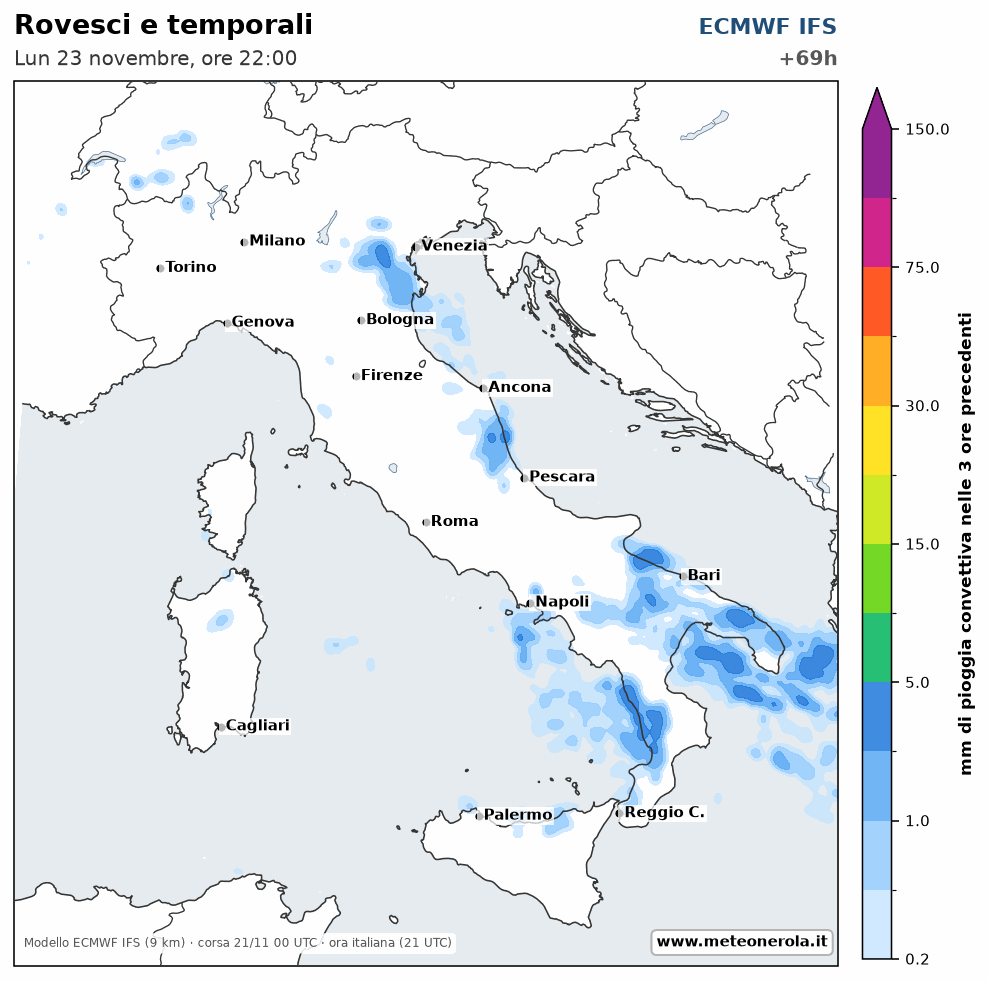 Rovesci e temporali
ECMWF IFS
Lun 23 novembre, ore 22:00
+69h
Milano
Venezia
Torino
Genova
Bologna
Firenze
Ancona
Pescara
Roma
Bari
Napoli
Cagliari
Palermo
Reggio C.
Modello ECMWF IFS (9 km) · corsa 21/11 00 UTC · ora italiana (21 UTC)
www.meteonerola.it
150.0
75.0
30.0
15.0
5.0
1.0
0.2
mm di pioggia convettiva nelle 3 ore precedenti